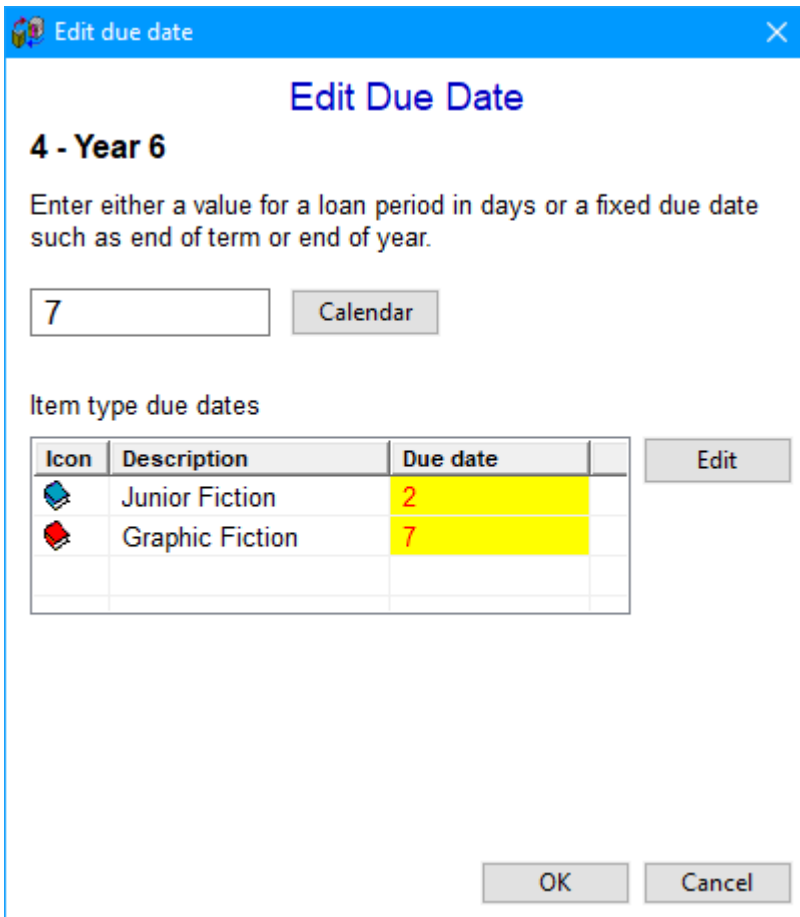 Edit due date
Edit Due Date
4 - Year 6
Enter either a value for a loan period in days or a fixed due date
such as end of term or end of year.
7 Calendar
Item type due dates
Icon Description Due date Edit
Junior Fiction 2
Graphic Fiction 7
OK Cancel